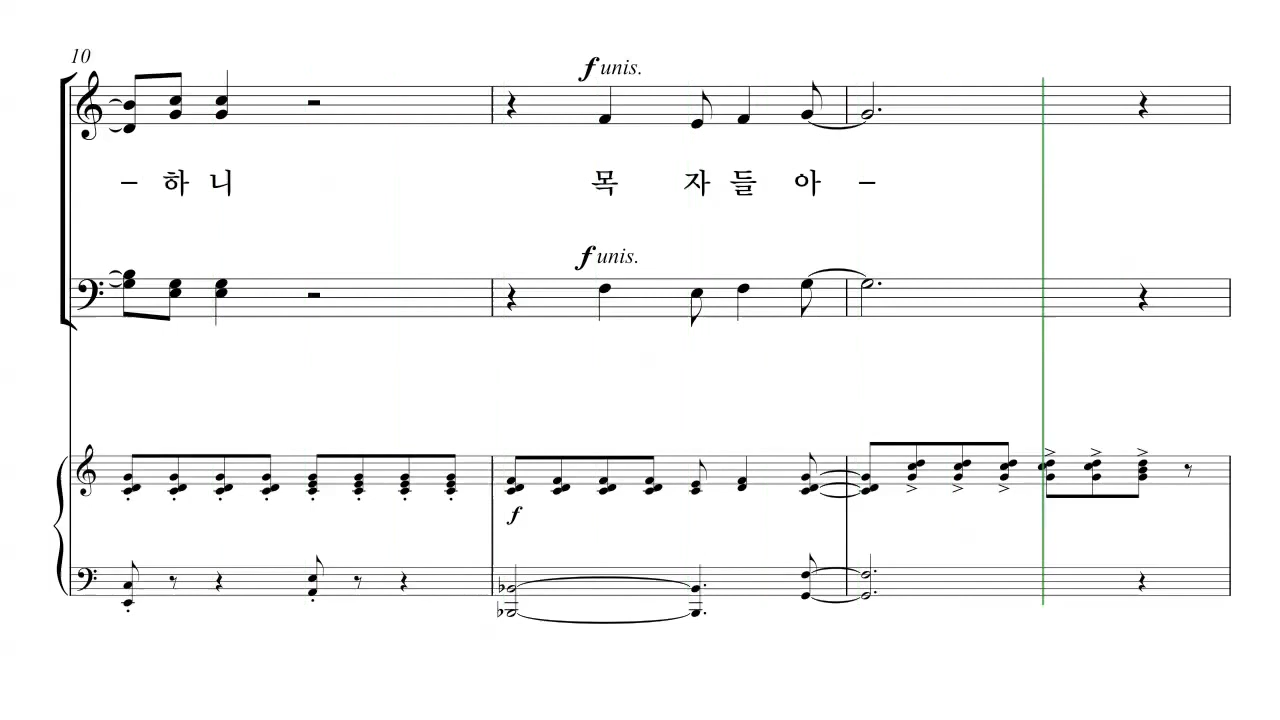 10
f unis.
– 하 니 목 자 들 아 –
f unis.
f